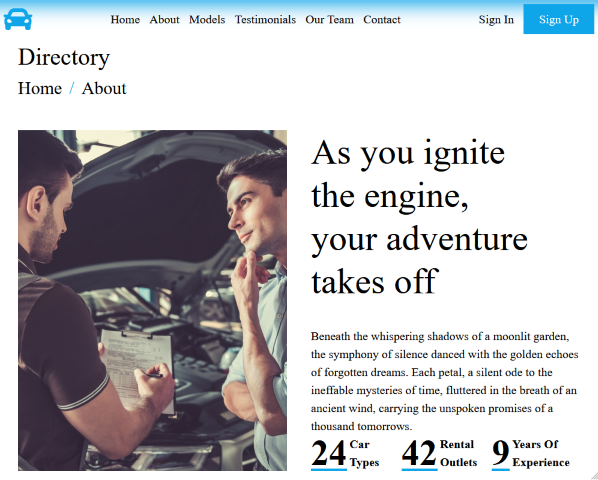 Home About Models Testimonials Our Team Contact Sign In Sign Up
Directory
Home / About
As you ignite
the engine,
your adventure
takes off
Beneath the whispering shadows of a moonlit garden,
the symphony of silence danced with the golden echoes
of forgotten dreams. Each petal, a silent ode to the
ineffable mysteries of time, fluttered in the breath of an
ancient wind, carrying the unspoken promises of a
thousand tomorrows.
24 Car Types
42 Rental Outlets
9 Years Of Experience